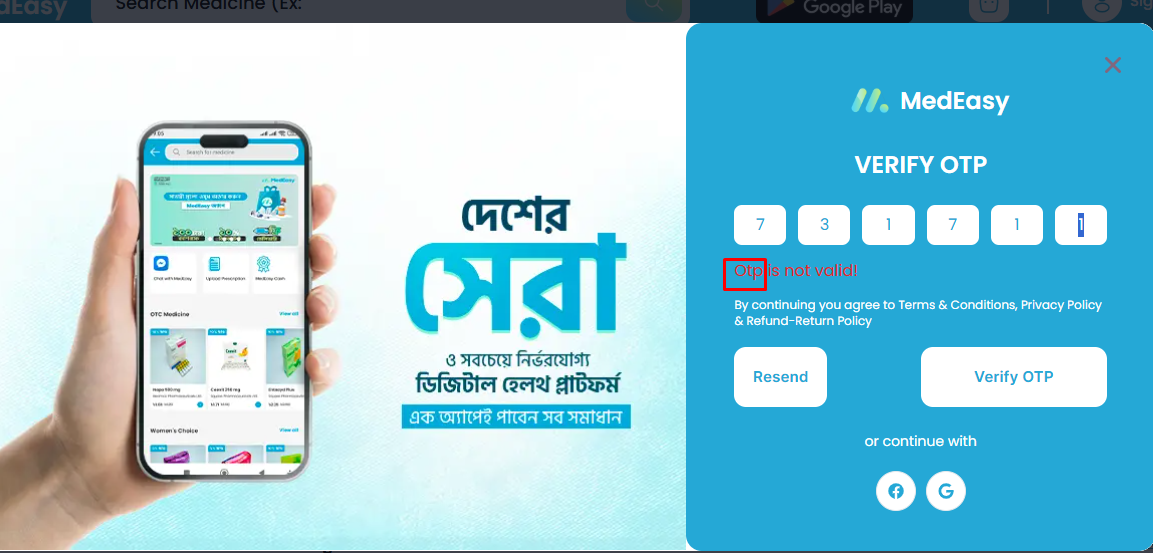 dEasy
Search Medicine (Ex:
Google Play
Sig
9:05
Search for medicine
MedEasy
Chat with MedEasy
Upload Prescription
MedEasy Cash
OTC Medicine
View all
Women's Choice
View all
দেশের
সেরা
ও সবচেয়ে নির্ভরযোগ্য
ডিজিটাল হেলথ প্লাটফর্ম
এক অ্যাপেই পাবেন সব সমাধান
MedEasy
VERIFY OTP
7 3 1 7 1 1
Otp is not valid!
By continuing you agree to Terms & Conditions, Privacy Policy
& Refund-Return Policy
Resend
Verify OTP
or continue with